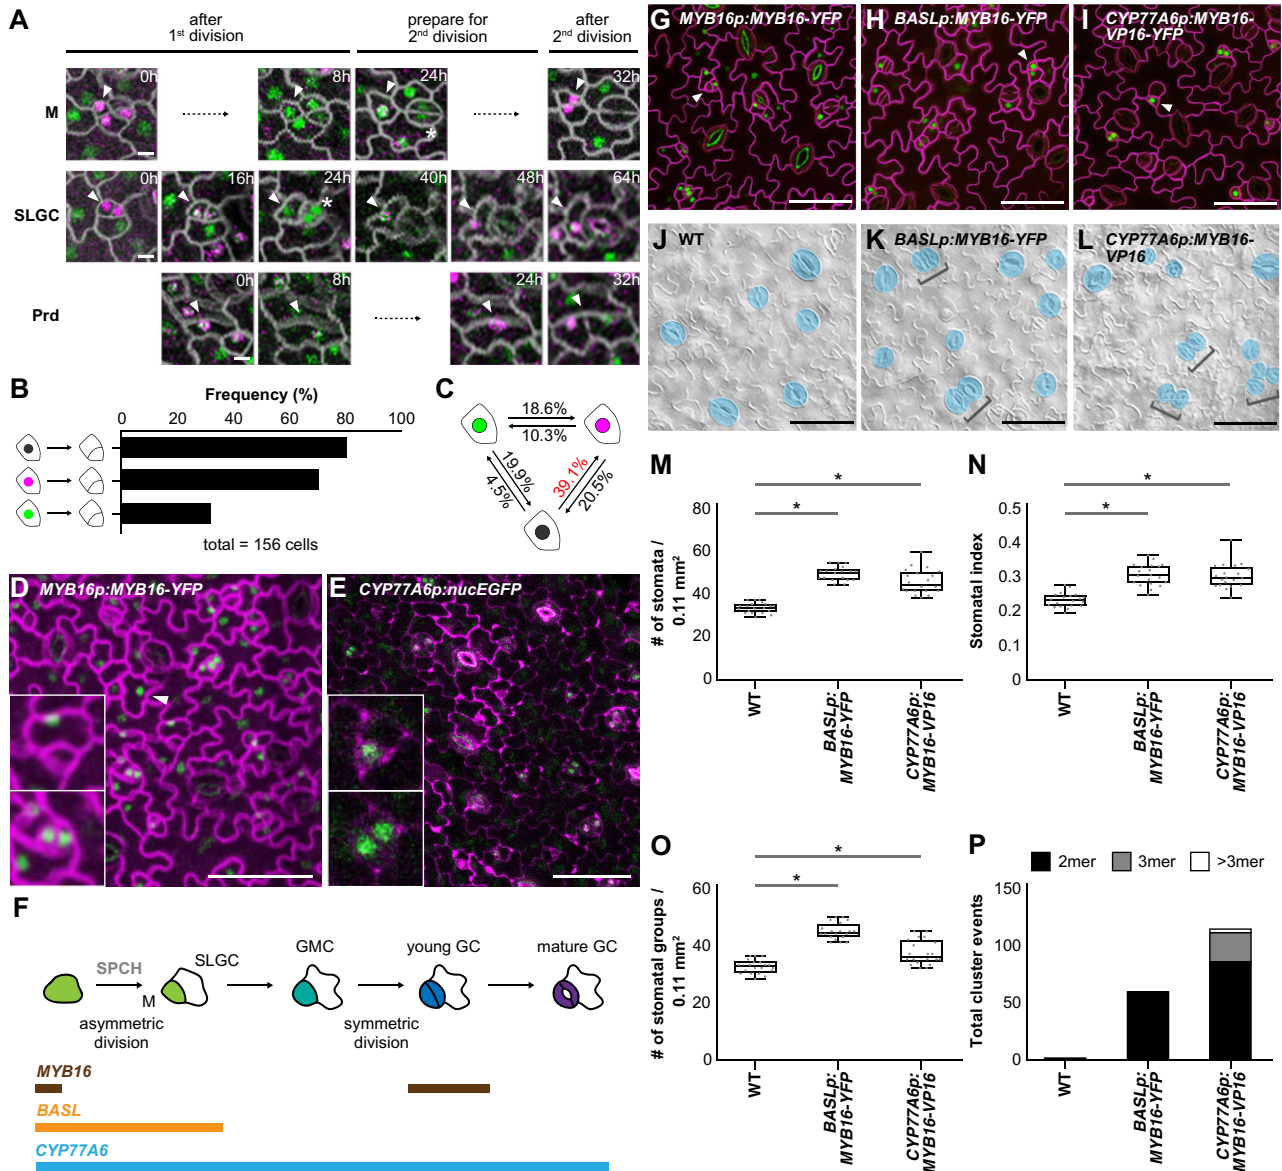 A
after
1st division
prepare for
2nd division
after
2nd division
M
0h
8h
24h
*
32h
SLGC
0h
16h
24h
*
40h
48h
64h
Prd
0h
8h
24h
32h
B
Frequency (%)
0 20 40 60 80 100
total = 156 cells
C
18.6%
10.3%
19.9%
4.5%
39.1%
20.5%
D MYB16p:MYB16-YFP
E CYP77A6p:nucEGFP
F
SPCH
M
SLGC
GMC
young GC
mature GC
asymmetric
division
symmetric
division
MYB16
BASL
CYP77A6
G MYB16p:MYB16-YFP
H BASLp:MYB16-YFP
I CYP77A6p:MYB16-
VP16-YFP
J WT
K BASLp:MYB16-YFP
L CYP77A6p:MYB16-
VP16
M
# of stomata /
0.11 mm2
80
60
40
20
0
*
*
WT
BASLp:
MYB16-YFP
CYP77A6p:
MYB16-VP16
N
Stomatal index
0.5
0.4
0.3
0.2
0.1
0
*
*
WT
BASLp:
MYB16-YFP
CYP77A6p:
MYB16-VP16
O
# of stomatal groups /
0.11 mm2
60
40
20
0
*
*
WT
BASLp:
MYB16-YFP
CYP77A6p:
MYB16-VP16
P
2mer 3mer >3mer
Total cluster events
150
100
50
0
WT
BASLp:
MYB16-YFP
CYP77A6p:
MYB16-VP16